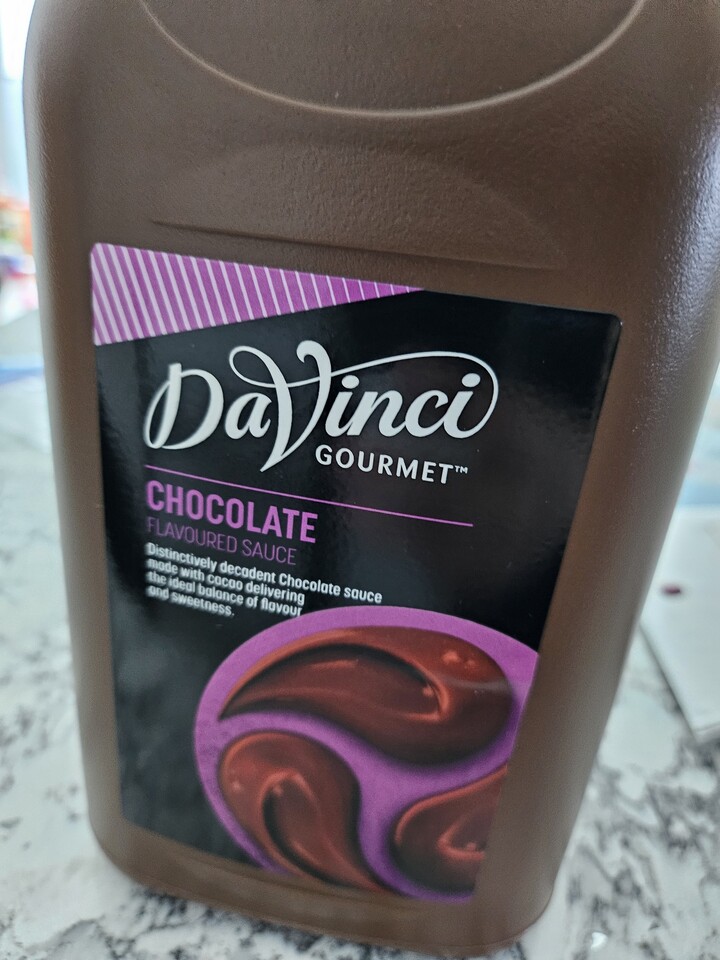 DaVinci
GOURMET™
CHOCOLATE
FLAVOURED SAUCE
Distinctively decadent Chocolate sauce
made with cacao delivering
the ideal balance of flavour
and sweetness.